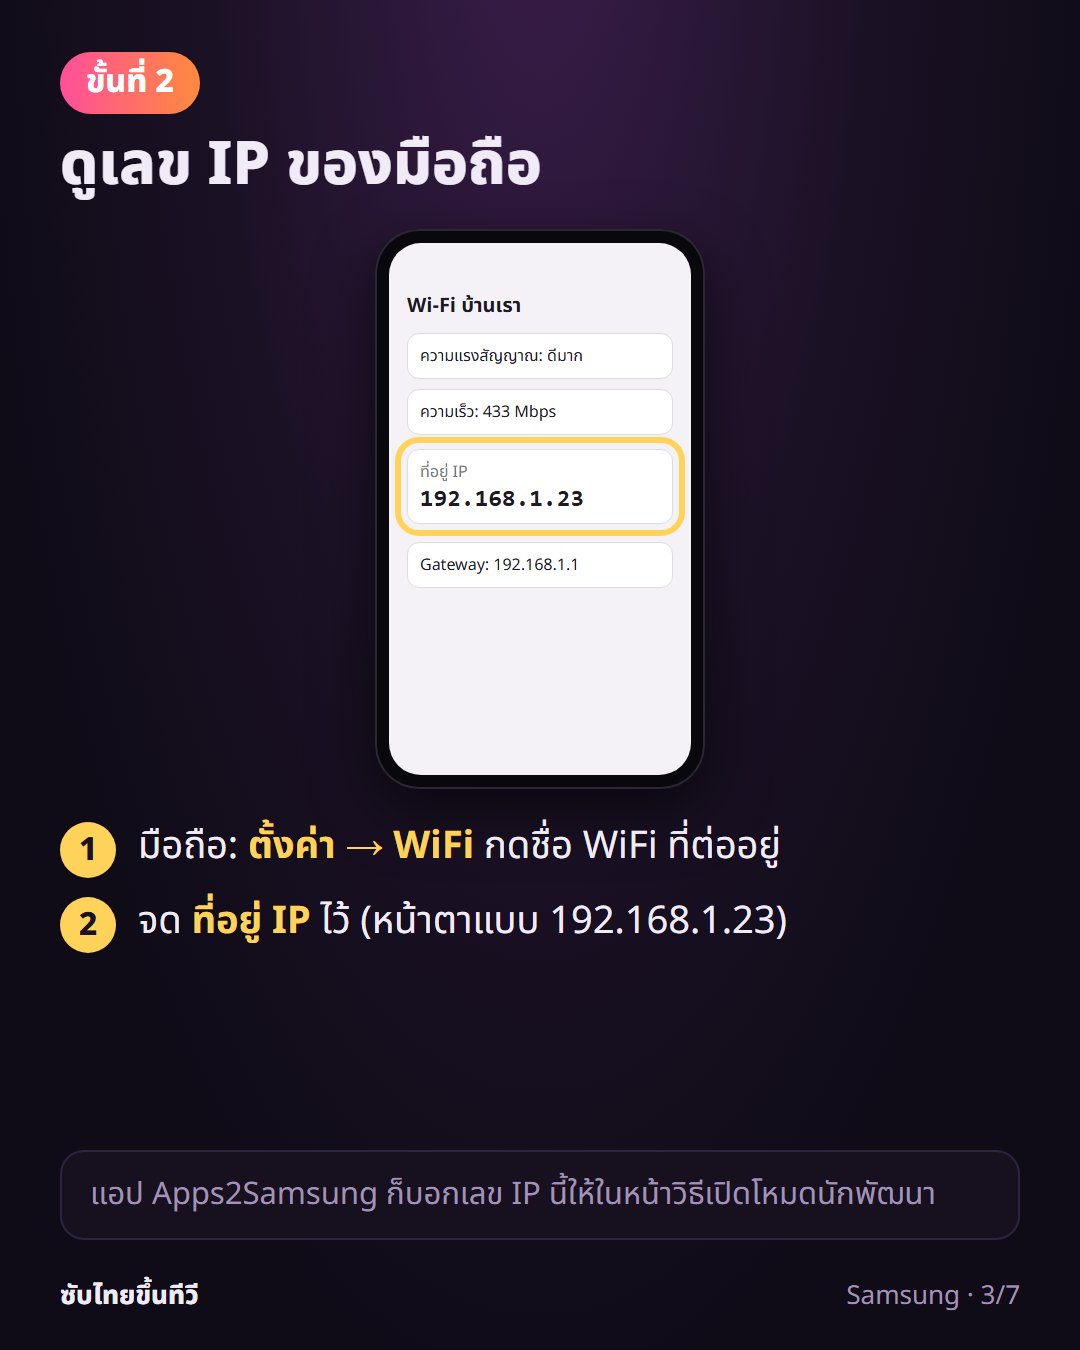 ขั้นที่ 2
ดูเลข IP ของมือถือ
Wi-Fi บ้านเรา
ความแรงสัญญาณ: ดีมาก
ความเร็ว: 433 Mbps
ที่อยู่ IP
192.168.1.23
Gateway: 192.168.1.1
1 มือถือ: ตั้งค่า → WiFi กดชื่อ WiFi ที่ต่ออยู่
2 จด ที่อยู่ IP ไว้ (หน้าตาแบบ 192.168.1.23)
แอป Apps2Samsung ก็บอกเลข IP นี้ให้ในหน้าวิธีเปิดโหมดนักพัฒนา
ซับไทยขึ้นทีวี
Samsung · 3/7